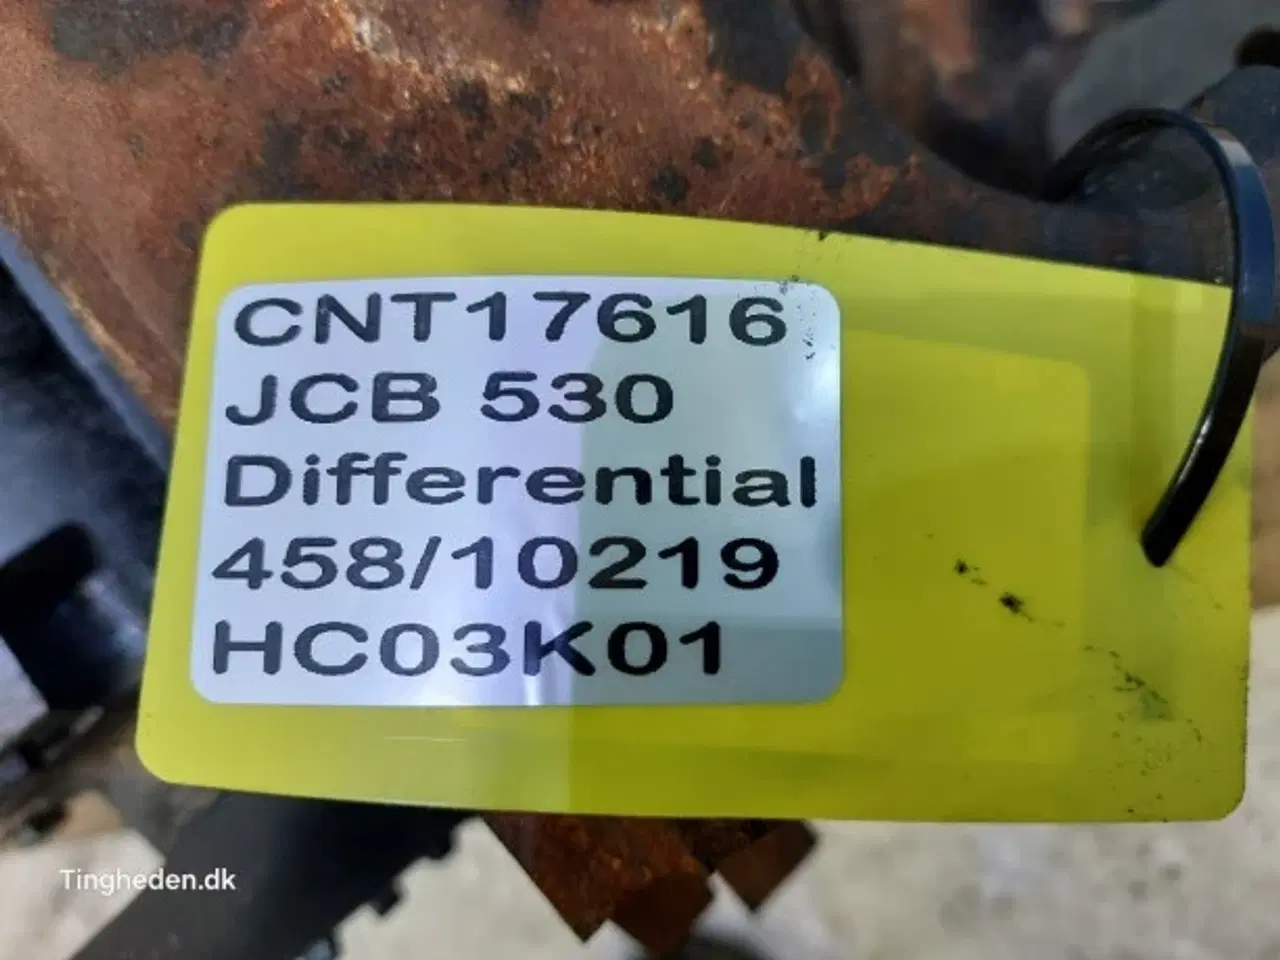 CNT17616
JCB 530
Differential
458/10219
HC03K01
Tingheden.dk